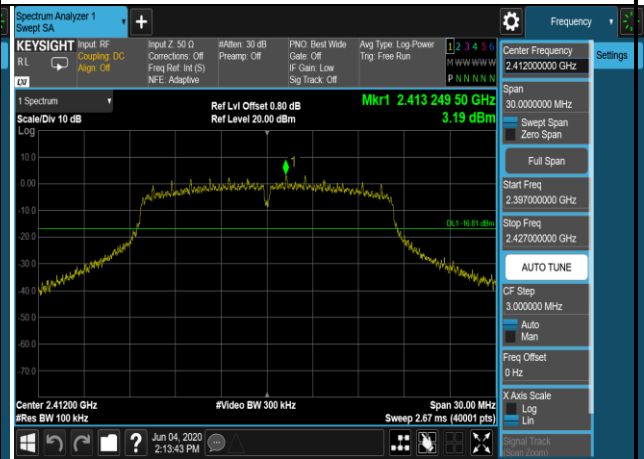 Spectrum Analyzer 1
Swept SA
Frequency
KEYSIGHT
RL
LXI
Input: RF
Coupling: DC
Align: Off
Input Z: 50 Ω
Corrections: Off
Freq Ref: Int (S)
NFE: Adaptive
#Atten: 30 dB
Preamp: Off
PNO: Best Wide
Gate: Off
IF Gain: Low
Sig Track: Off
Avg Type: Log-Power
Trig: Free Run
1 2 3 4 5 6
M W W W W W
P N N N N N
Center Frequency
2.412000000 GHz
Settings
Span
30.0000000 MHz
Swept Span
Zero Span
Full Span
Start Freq
2.397000000 GHz
Stop Freq
2.427000000 GHz
AUTO TUNE
CF Step
3.000000 MHz
Auto
Man
Freq Offset
0 Hz
X Axis Scale
Log
Lin
Signal Track
(Span Zoom)
1 Spectrum
Scale/Div 10 dB
Ref Lvl Offset 0.80 dB
Ref Level 20.00 dBm
Mkr1 2.413 249 50 GHz
3.19 dBm
Log
10.0
0.00
-10.0
-20.0
-30.0
-40.0
-50.0
-60.0
-70.0
1
DL1 -16.81 dBm
Center 2.41200 GHz
#Res BW 100 kHz
#Video BW 300 kHz
Span 30.00 MHz
Sweep 2.67 ms (40001 pts)
Jun 04, 2020
2:13:43 PM